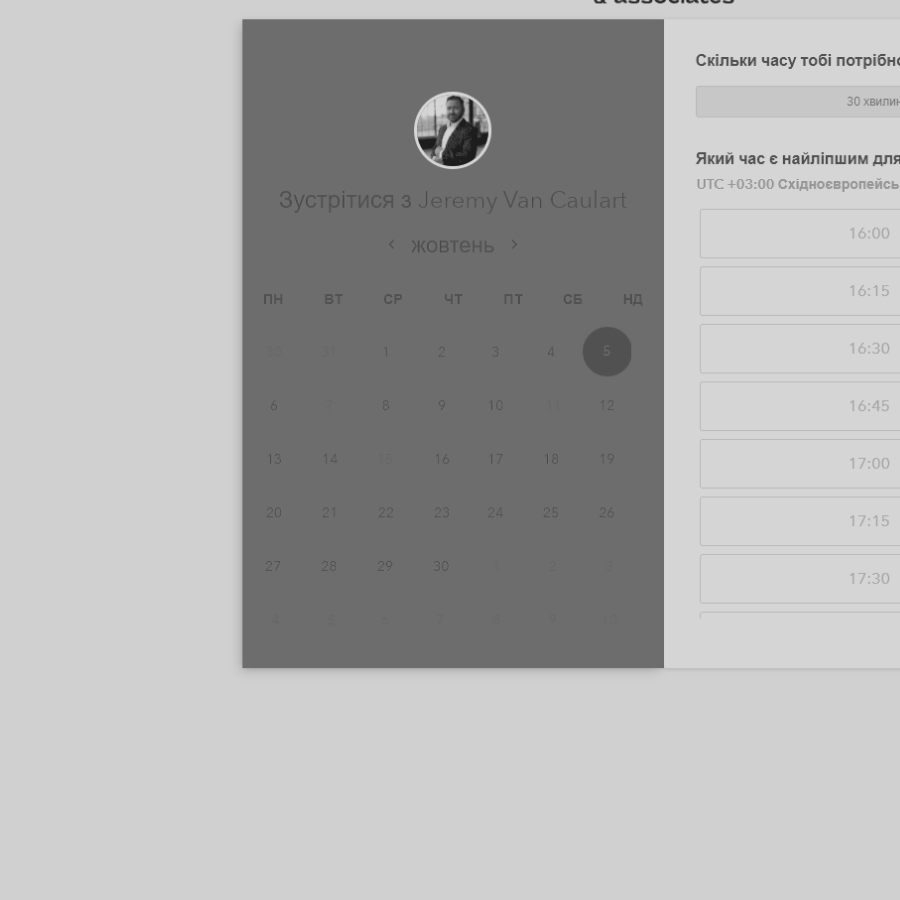 & associates
Зустрітися з Jeremy Van Caulart
жовтень
ПН ВТ СР ЧТ ПТ СБ НД
30 31 1 2 3 4 5
6 7 8 9 10 11 12
13 14 15 16 17 18 19
20 21 22 23 24 25 26
27 28 29 30 1 2 3
4 5 6 7 8 9 10
Скільки часу тобі потрібно
30 хвилин
Який час є найліпшим для
UTC +03:00 Східноєвропейсь
16:00
16:15
16:30
16:45
17:00
17:15
17:30